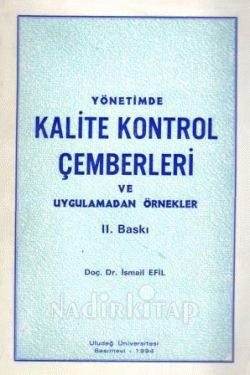 YÖNETİMDE
KALİTE KONTROL
ÇEMBERLERİ
VE
UYGULAMADAN ÖRNEKLER
II. Baskı
Doç. Dr. İsmail EFİL
Nadirkitap
Uludağ Üniversitesi
Basımevi - 1994